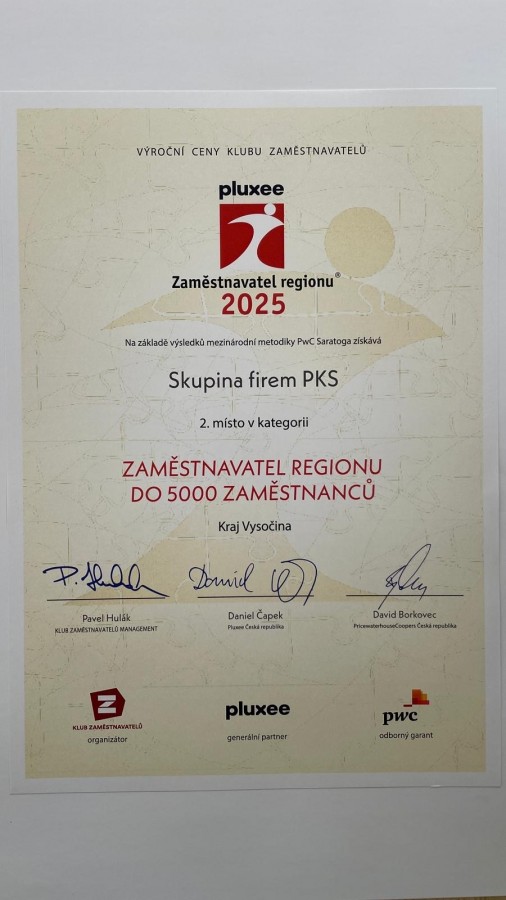 VÝROČNÍ CENY KLUBU ZAMĚSTNAVATELŮ
pluxee
Zaměstnavatel regionu®
2025
Na základě výsledků mezinárodní metodiky PwC Saratoga získává
Skupina firem PKS
2. místo v kategorii
ZAMĚSTNAVATEL REGIONU
DO 5000 ZAMĚSTNANCŮ
Kraj Vysočina
P. Hulák
Pavel Hulák
KLUB ZAMĚSTNAVATELŮ MANAGEMENT
Daniel Čapek
Pluxee Česká republika
David Borkovec
PricewaterhouseCoopers Česká republika
Z
KLUB ZAMĚSTNAVATELŮ
organizátor
pluxee
generální partner
pwc
odborný garant